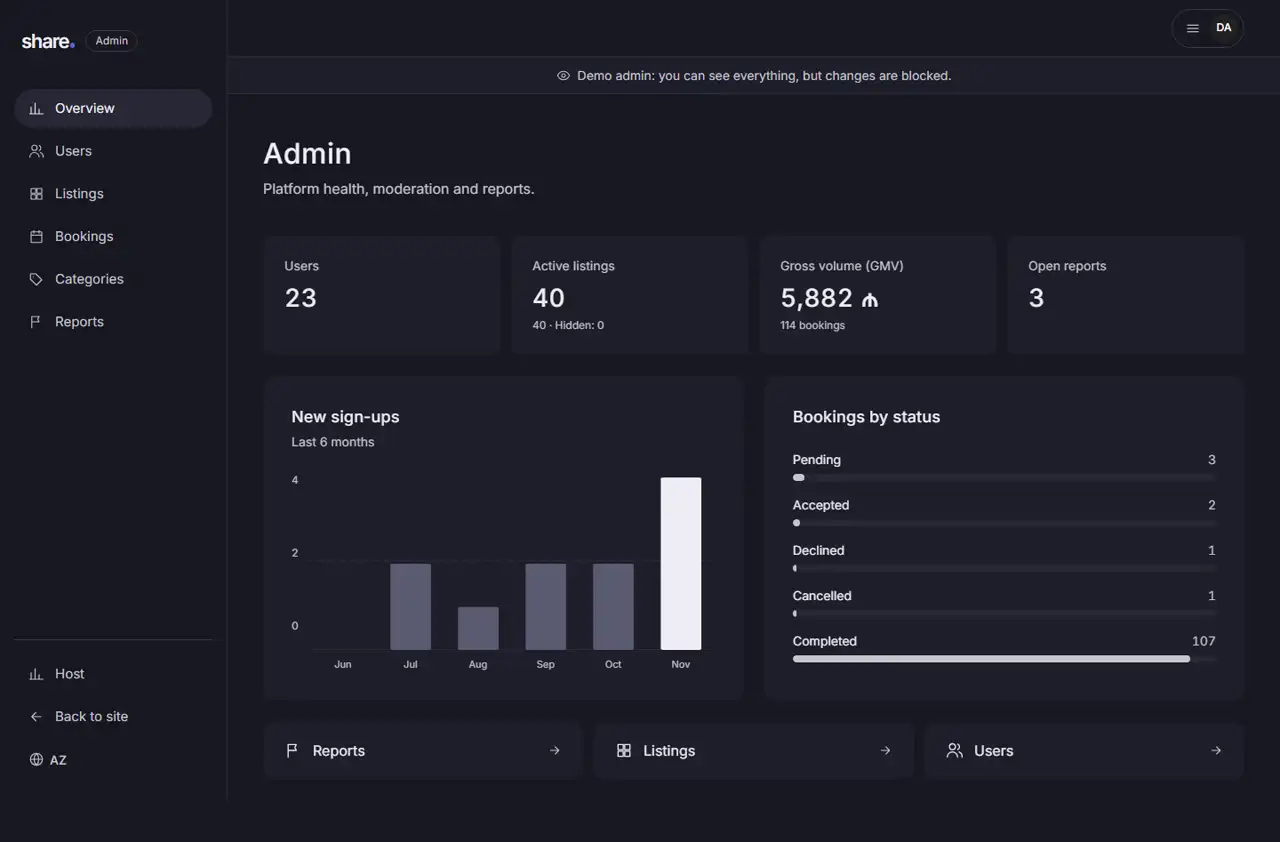 share.
Admin
DA
Demo admin: you can see everything, but changes are blocked.
Overview
Users
Listings
Bookings
Categories
Reports
Host
Back to site
AZ
Admin
Platform health, moderation and reports.
Users
23
Active listings
40
40 · Hidden: 0
Gross volume (GMV)
5,882 ₼
114 bookings
Open reports
3
New sign-ups
Last 6 months
4
2
0
Jun Jul Aug Sep Oct Nov
Bookings by status
Pending 3
Accepted 2
Declined 1
Cancelled 1
Completed 107
Reports
Listings
Users